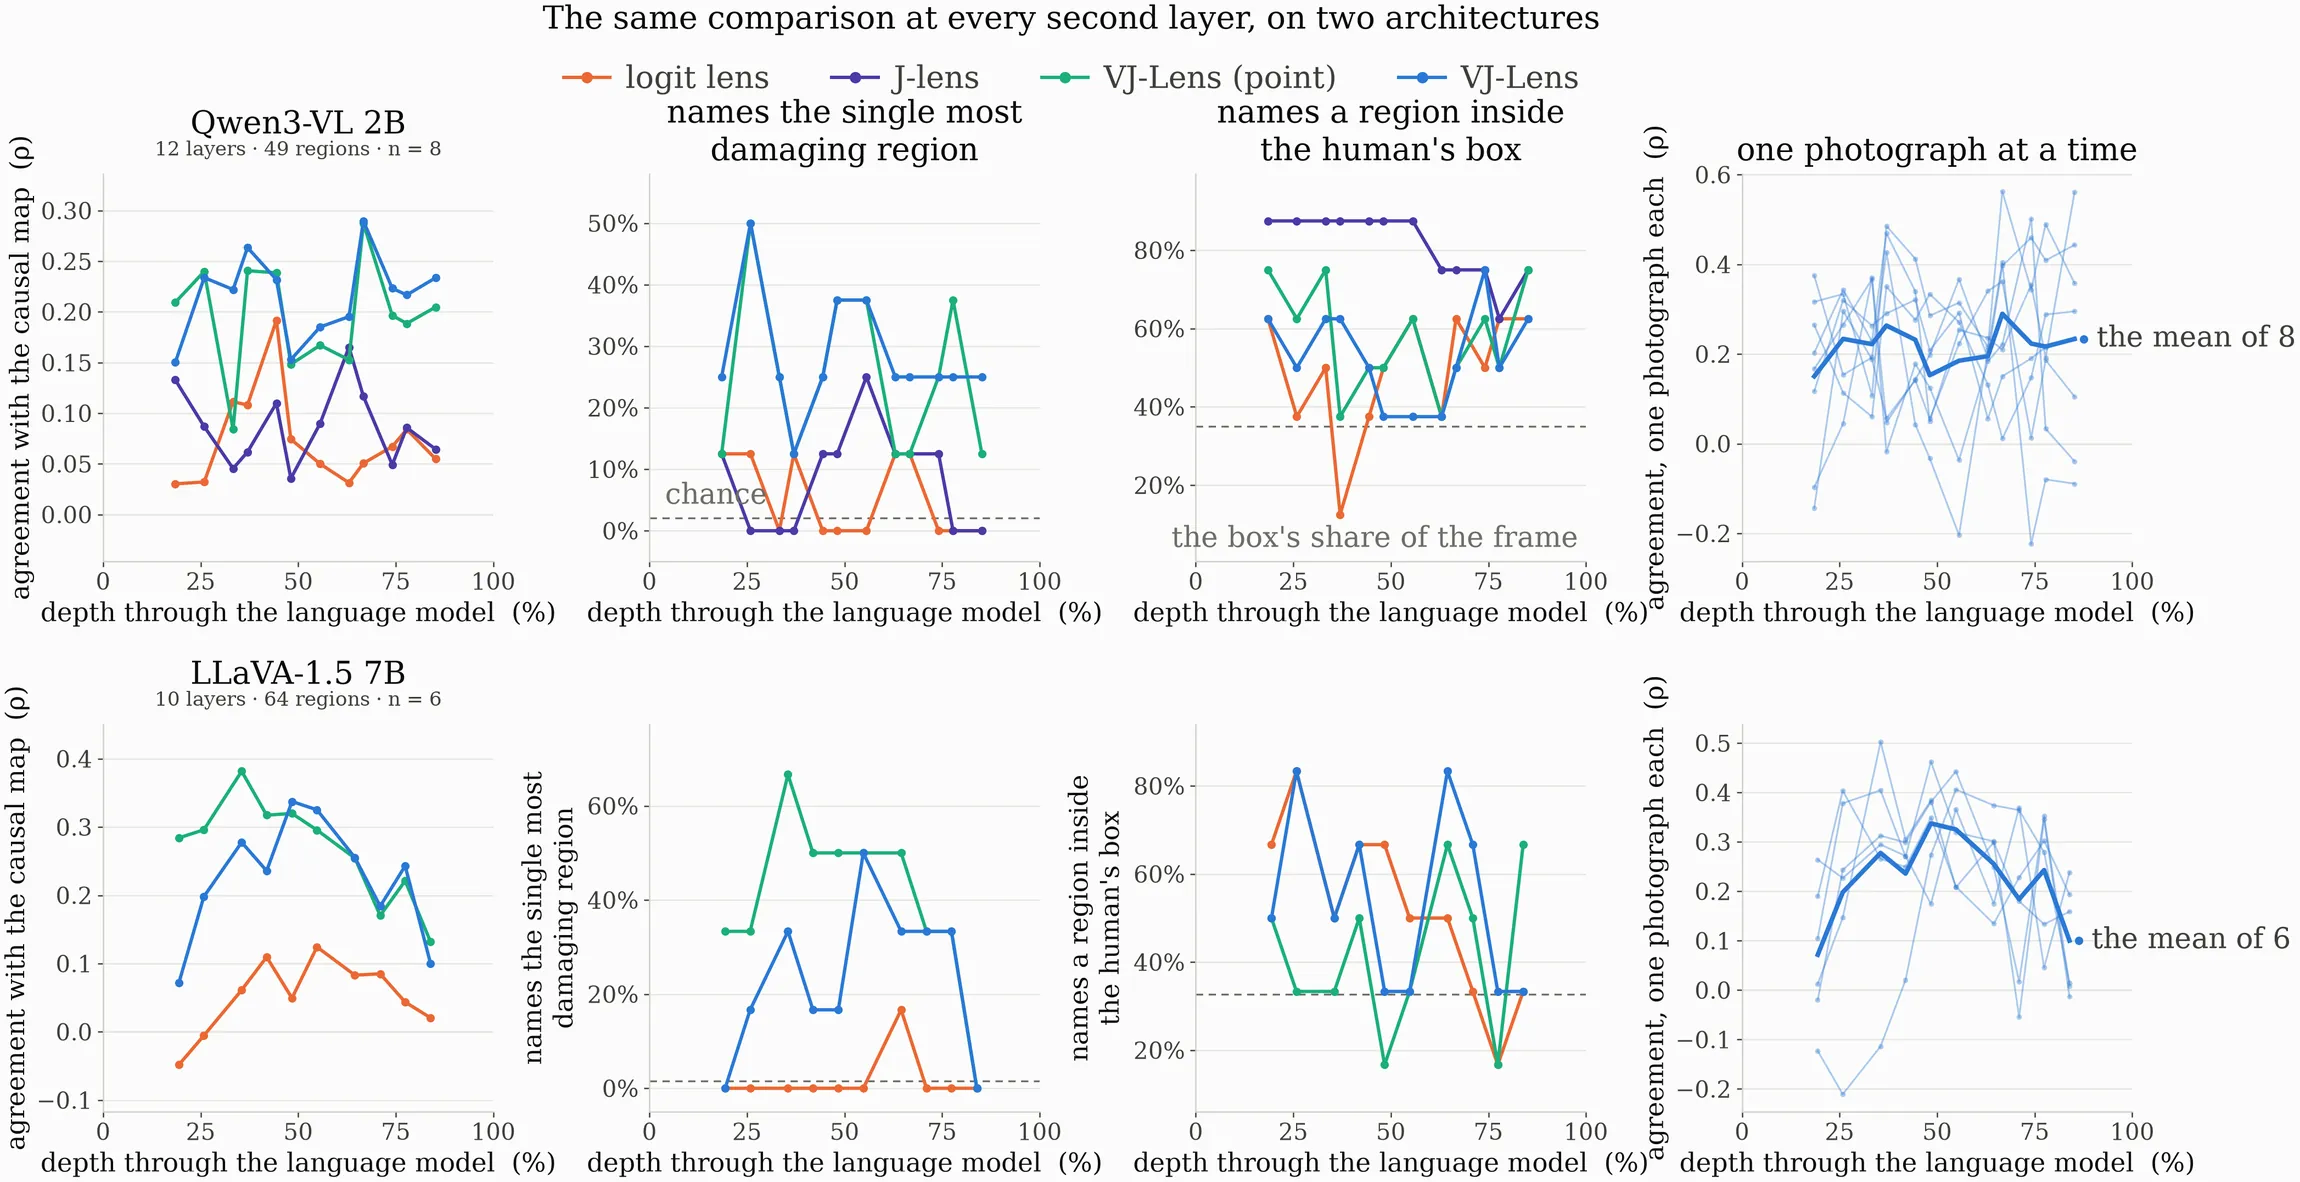 The same comparison at every second layer, on two architectures
logit lens
J-lens
VJ-Lens (point)
VJ-Lens
Qwen3-VL 2B
12 layers · 49 regions · n = 8
agreement with the causal map (ρ)
0.30
0.25
0.20
0.15
0.10
0.05
0.00
0 25 50 75 100
depth through the language model (%)
names the single most
damaging region
50%
40%
30%
20%
10%
0%
chance
0 25 50 75 100
depth through the language model (%)
names a region inside
the human's box
80%
60%
40%
20%
the box's share of the frame
0 25 50 75 100
depth through the language model (%)
one photograph at a time
agreement, one photograph each (ρ)
0.6
0.4
0.2
0.0
−0.2
the mean of 8
0 25 50 75 100
depth through the language model (%)
LLaVA-1.5 7B
10 layers · 64 regions · n = 6
agreement with the causal map (ρ)
0.4
0.3
0.2
0.1
0.0
−0.1
0 25 50 75 100
depth through the language model (%)
names the single most
damaging region
60%
40%
20%
0%
0 25 50 75 100
depth through the language model (%)
names a region inside
the human's box
80%
60%
40%
20%
0 25 50 75 100
depth through the language model (%)
agreement, one photograph each (ρ)
0.5
0.4
0.3
0.2
0.1
0.0
−0.1
−0.2
the mean of 6
0 25 50 75 100
depth through the language model (%)